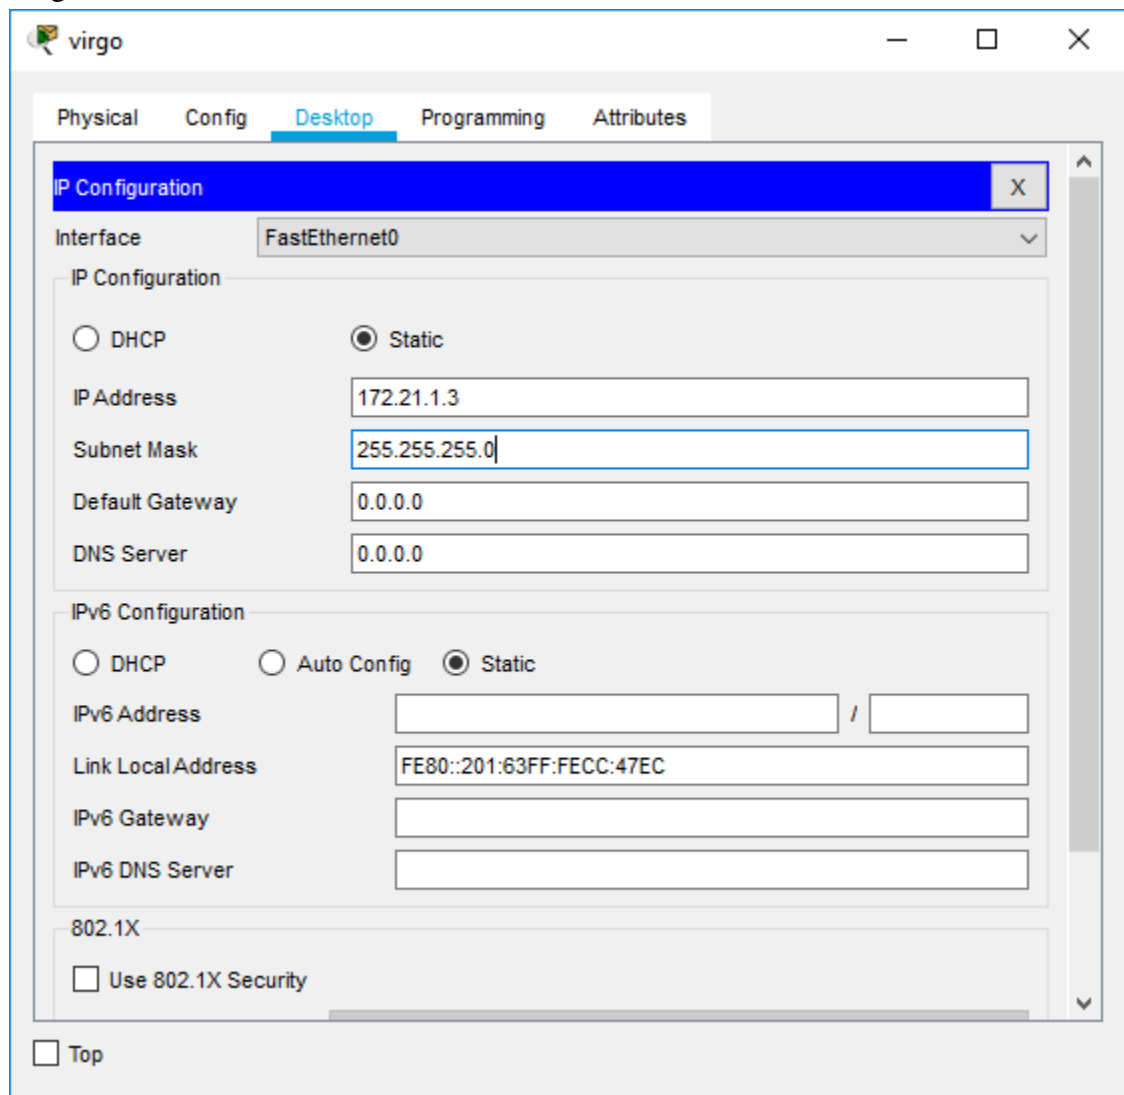 virgo
Physical Config Desktop Programming Attributes
IP Configuration X
Interface FastEthernet0
IP Configuration
DHCP Static
IP Address 172.21.1.3
Subnet Mask 255.255.255.0
Default Gateway 0.0.0.0
DNS Server 0.0.0.0
IPv6 Configuration
DHCP Auto Config Static
IPv6 Address /
Link Local Address FE80::201:63FF:FECC:47EC
IPv6 Gateway
IPv6 DNS Server
802.1X
Use 802.1X Security
Top